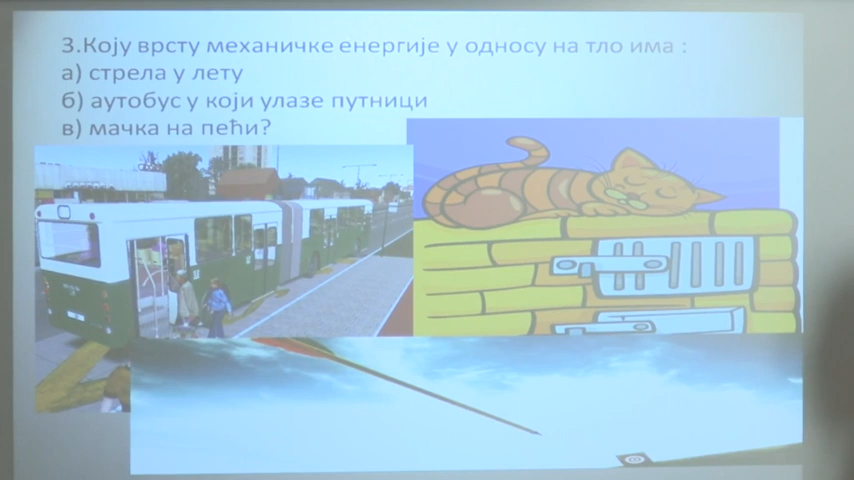 3.Коју врсту механичке енергије у односу на тло има :
а) стрела у лету
б) аутобус у који улазе путници
в) мачка на пећи?